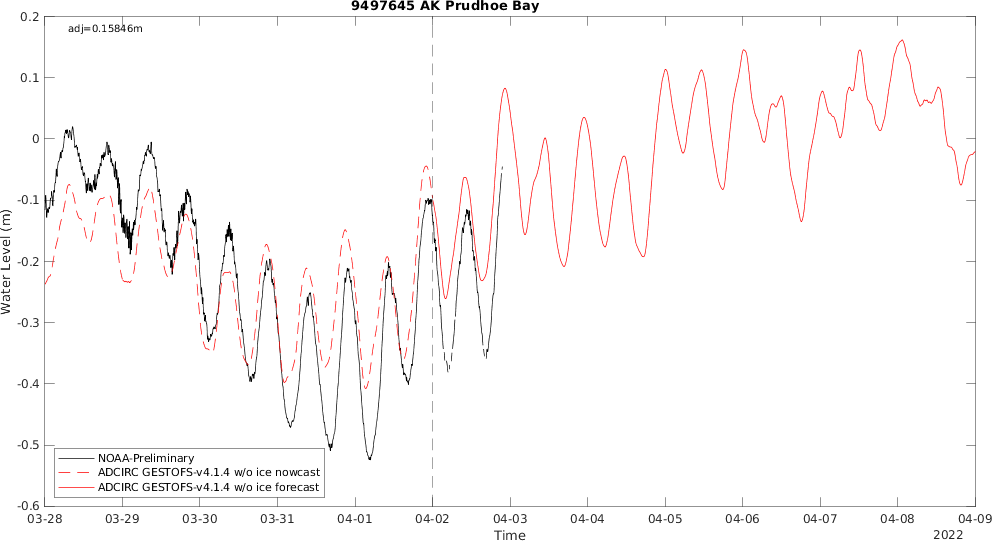 9497645 AK Prudhoe Bay
adj=0.15846m
0.2
0.1
0
-0.1
-0.2
-0.3
-0.4
-0.5
-0.6
Water Level (m)
NOAA-Preliminary
ADCIRC GESTOFS-v4.1.4 w/o ice nowcast
ADCIRC GESTOFS-v4.1.4 w/o ice forecast
03-28 03-29 03-30 03-31 04-01 04-02 04-03 04-04 04-05 04-06 04-07 04-08 04-09
Time
2022